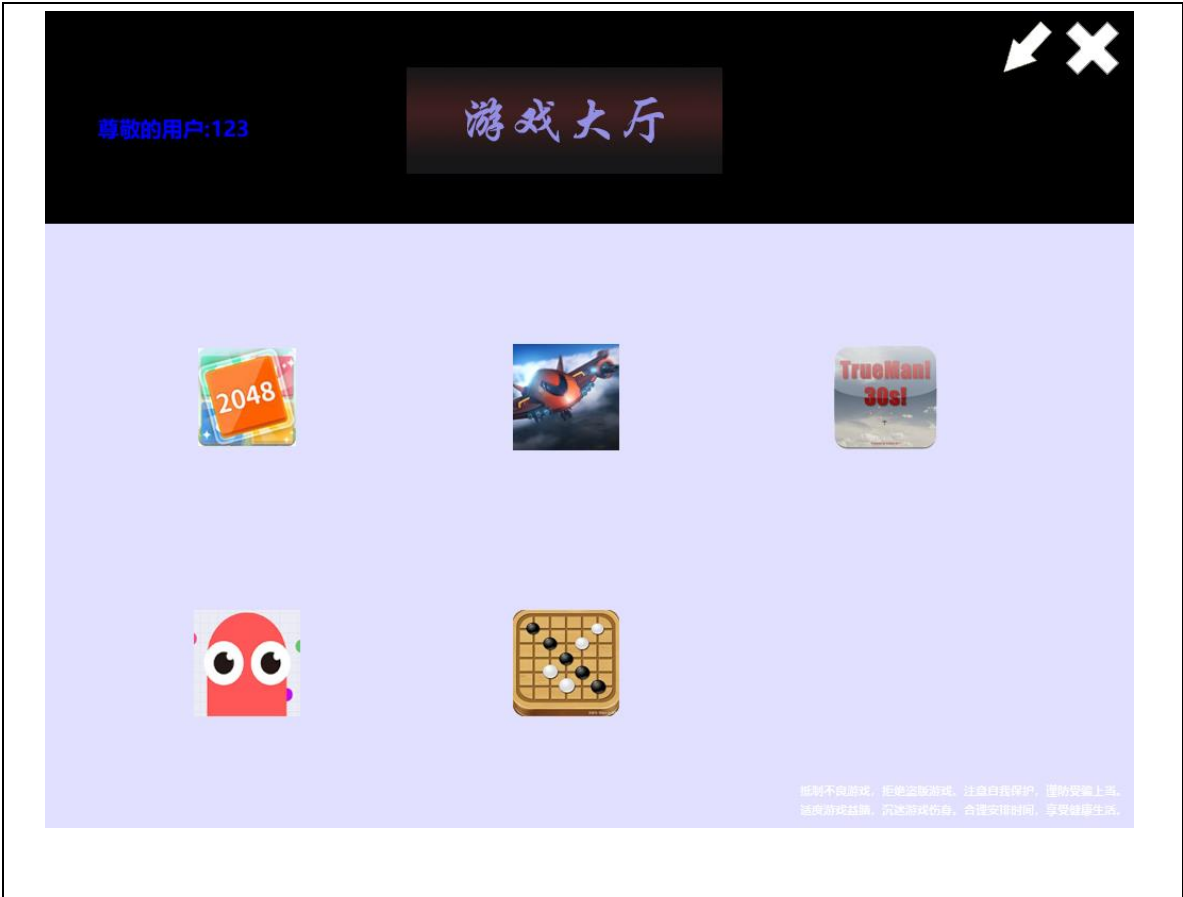 游戏大厅
尊敬的用户:123
2048
TrueMan!
30s!
抵制不良游戏，拒绝盗版游戏。注意自我保护，谨防受骗上当。
适度游戏益脑，沉迷游戏伤身。合理安排时间，享受健康生活。